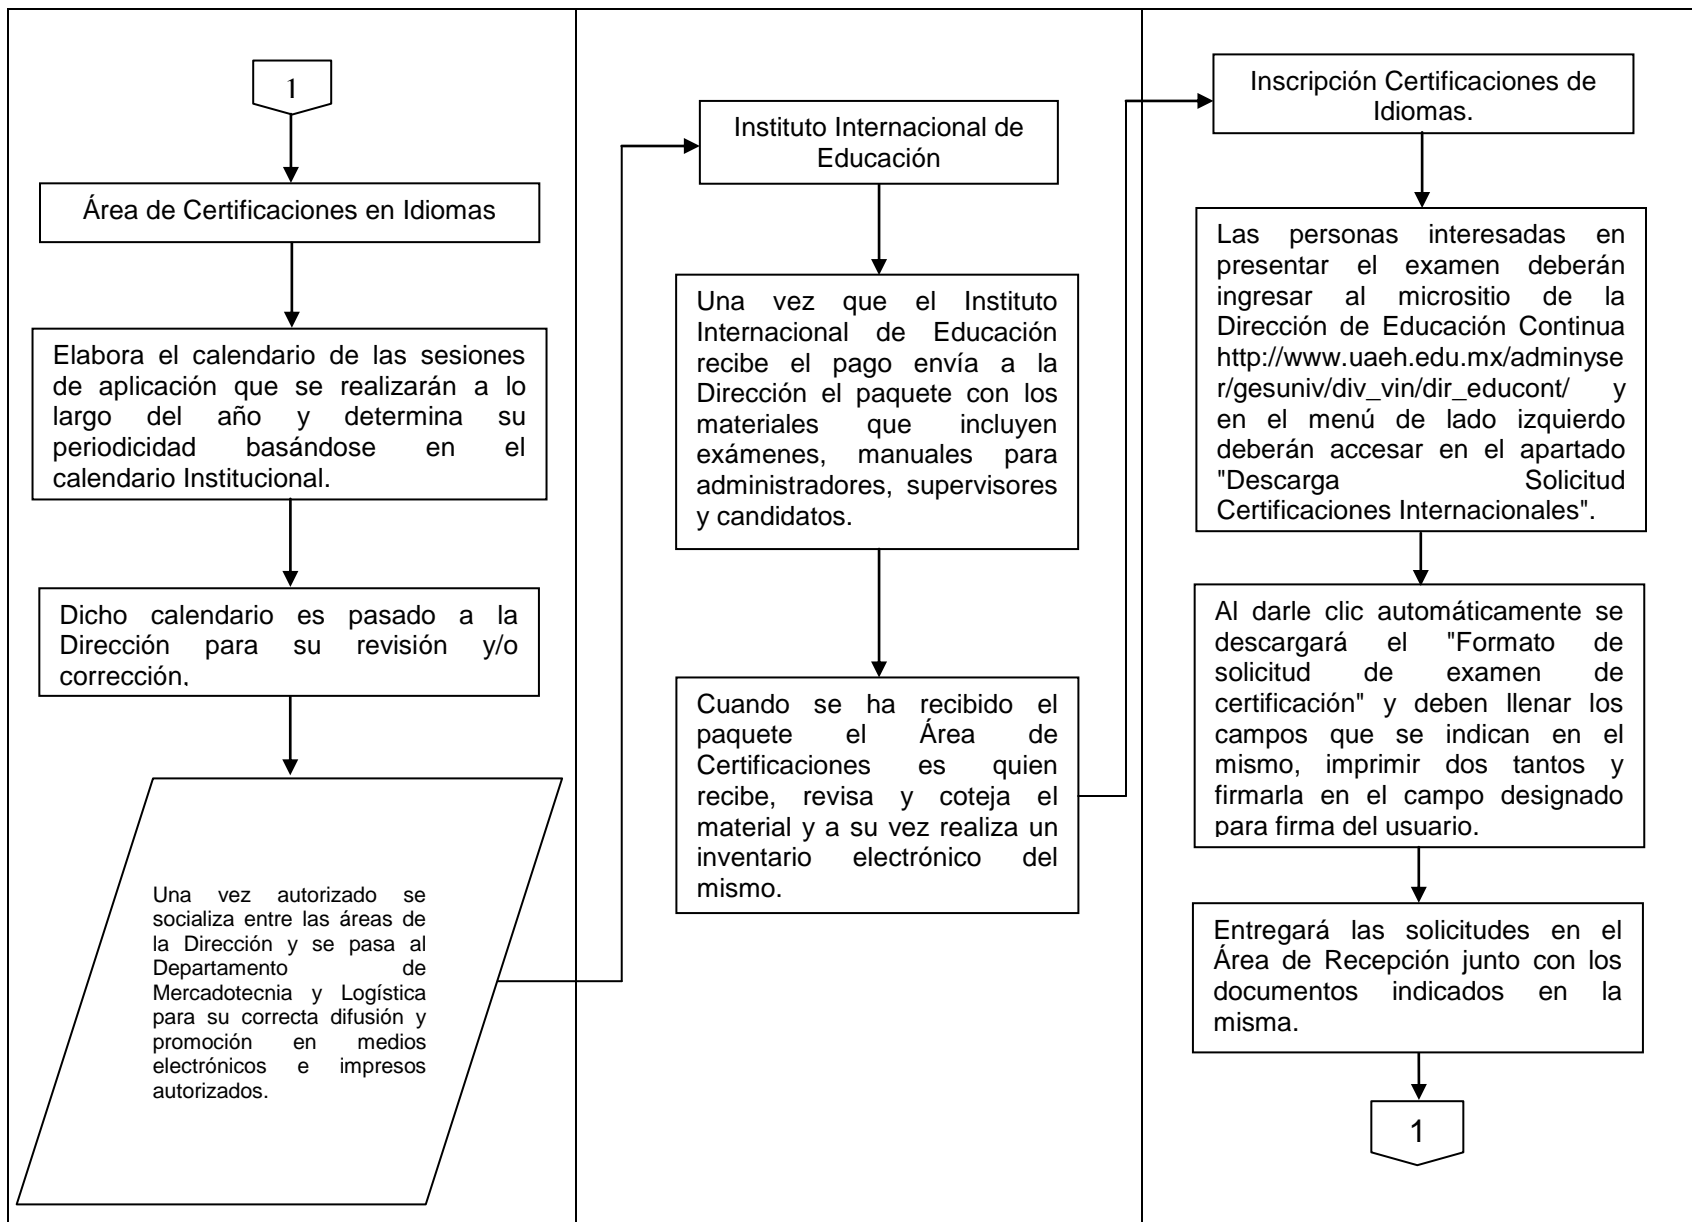 1
Área de Certificaciones en Idiomas
Elabora el calendario de las sesiones
de aplicación que se realizarán a lo
largo del año y determina su
periodicidad basándose en el
calendario Institucional.
Dicho calendario es pasado a la
Dirección para su revisión y/o
corrección.
Una vez autorizado se
socializa entre las áreas de
la Dirección y se pasa al
Departamento de
Mercadotecnia y Logística
para su correcta difusión y
promoción en medios
electrónicos e impresos
autorizados.
Instituto Internacional de
Educación
Una vez que el Instituto
Internacional de Educación
recibe el pago envía a la
Dirección el paquete con los
materiales que incluyen
exámenes, manuales para
administradores, supervisores
y candidatos.
Cuando se ha recibido el
paquete el Área de
Certificaciones es quien
recibe, revisa y coteja el
material y a su vez realiza un
inventario electrónico del
mismo.
Inscripción Certificaciones de
Idiomas.
Las personas interesadas en
presentar el examen deberán
ingresar al micrositio de la
Dirección de Educación Continua
http://www.uaeh.edu.mx/adminyse
r/gesuniv/div_vin/dir_educont/ y
en el menú de lado izquierdo
deberán accesar en el apartado
"Descarga Solicitud
Certificaciones Internacionales".
Al darle clic automáticamente se
descargará el "Formato de
solicitud de examen de
certificación" y deben llenar los
campos que se indican en el
mismo, imprimir dos tantos y
firmarla en el campo designado
para firma del usuario.
Entregará las solicitudes en el
Área de Recepción junto con los
documentos indicados en la
misma.
1